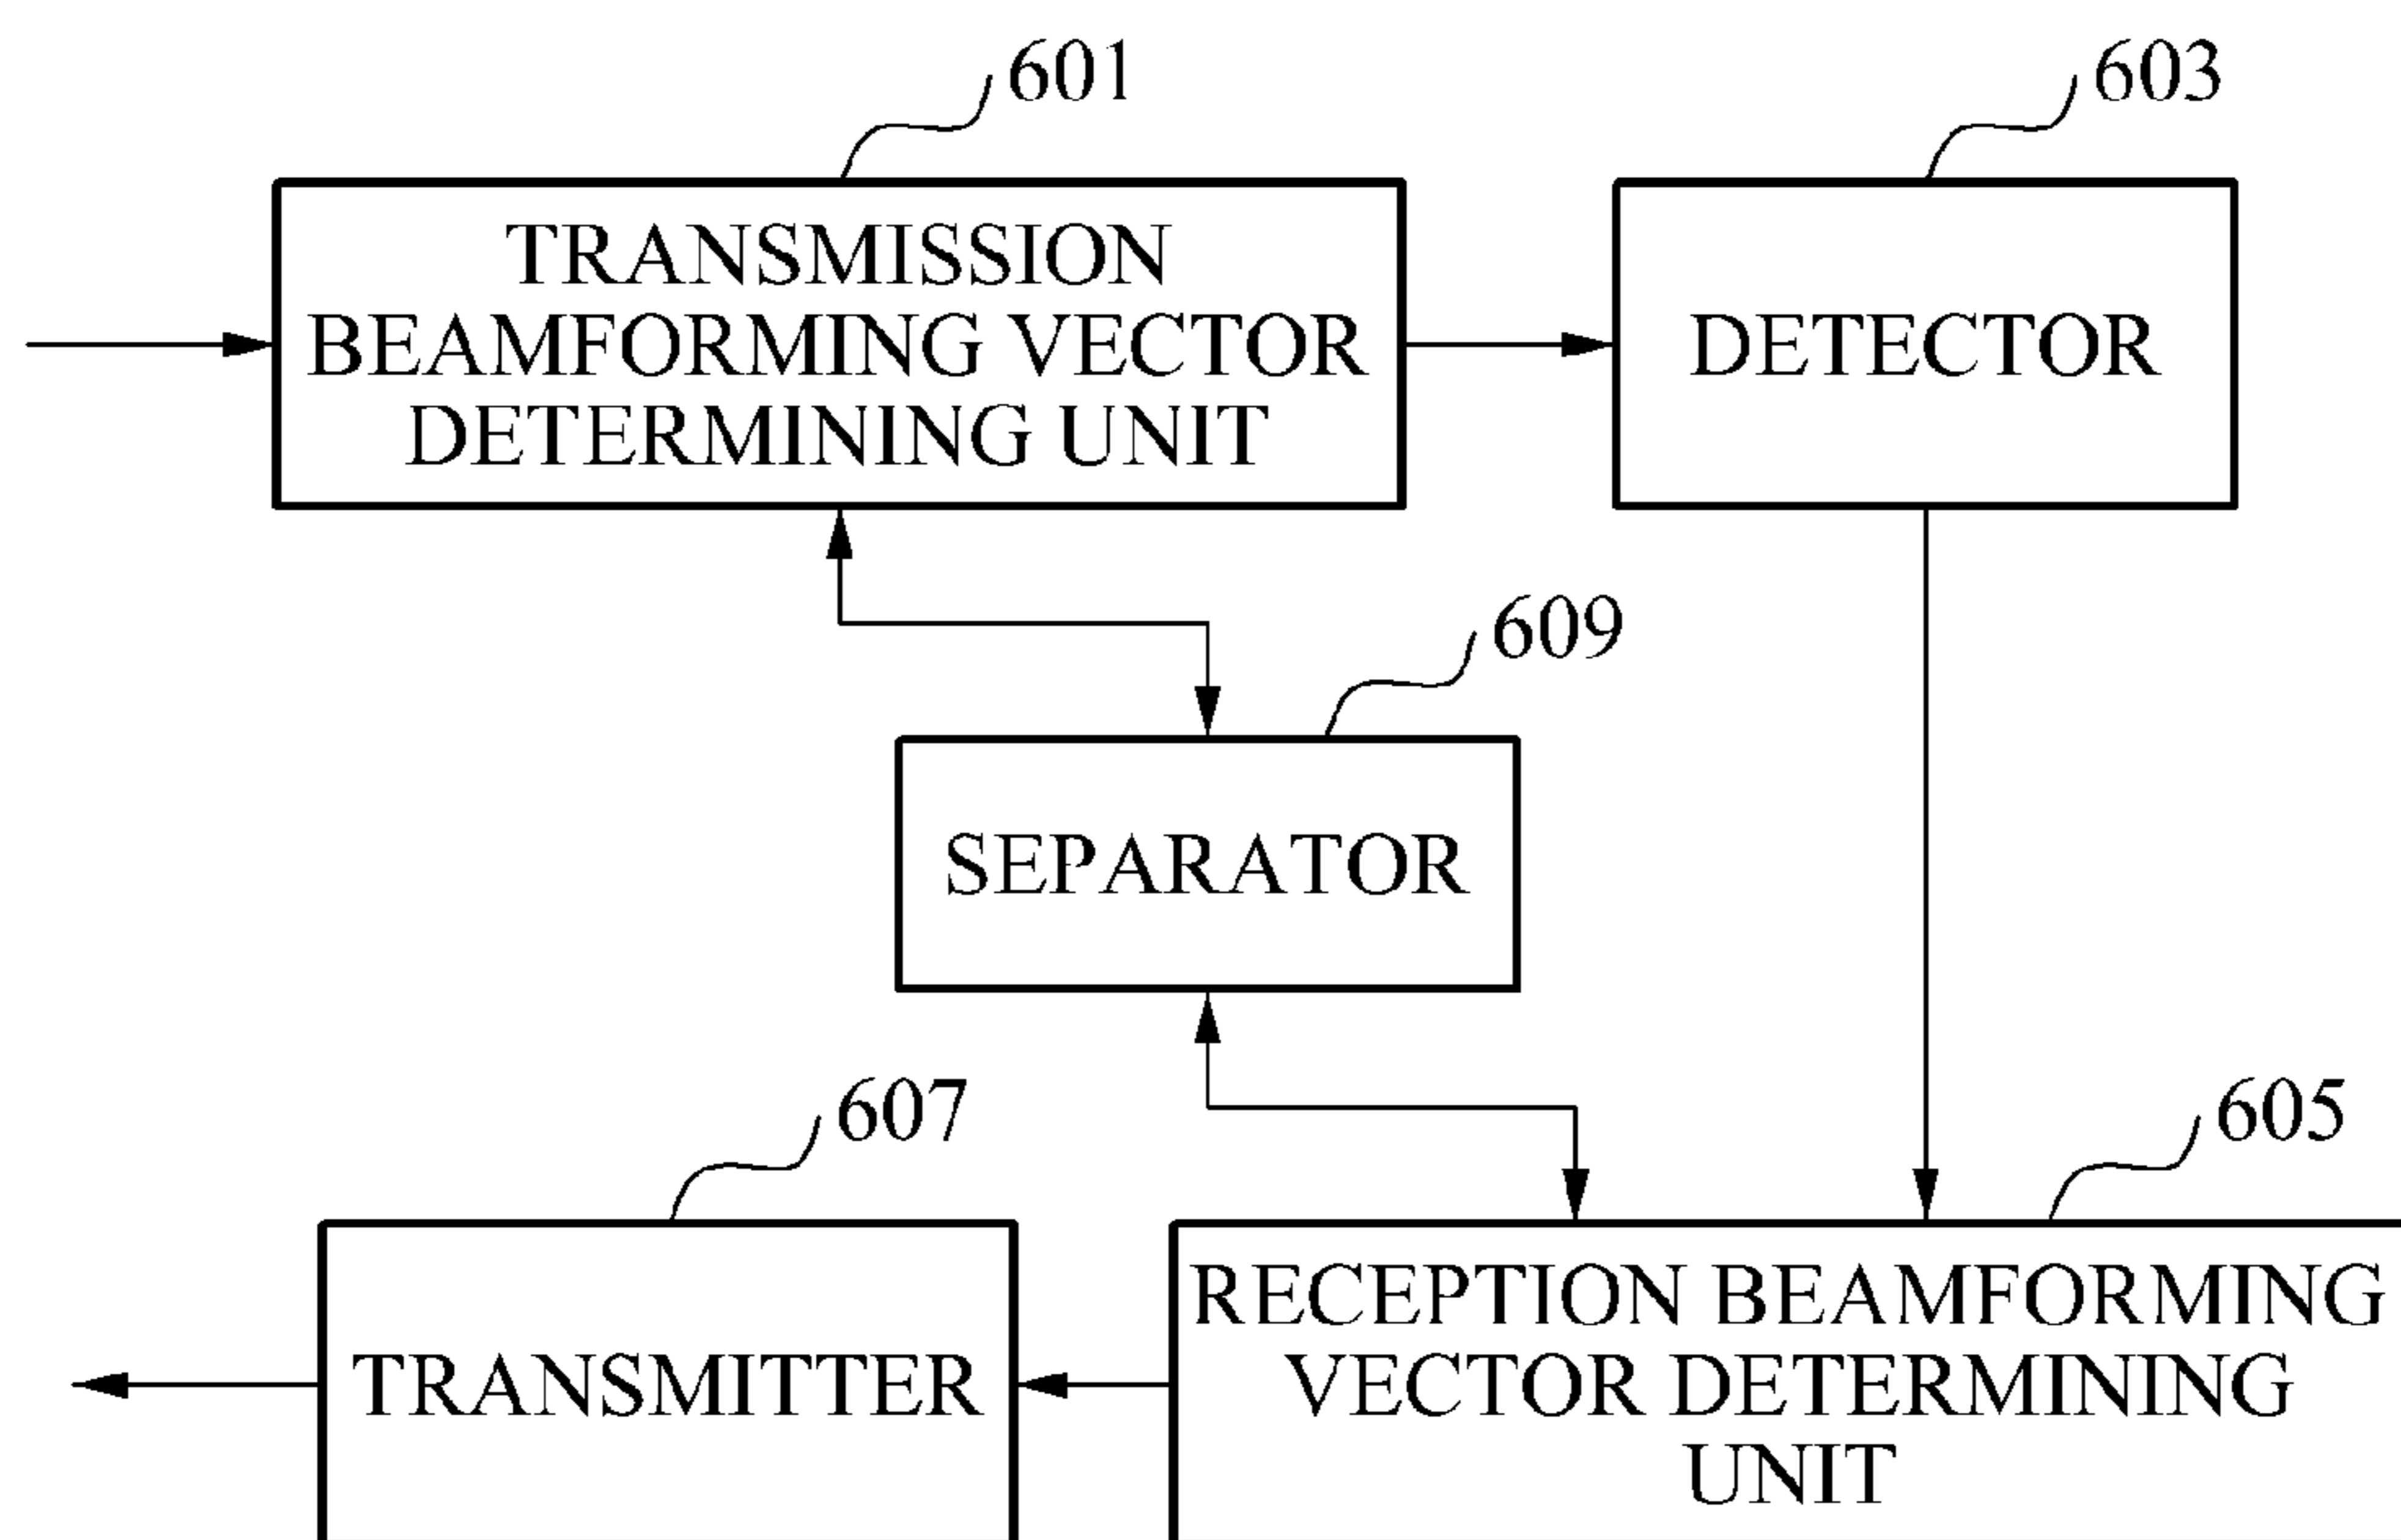 601
603
TRANSMISSION
BEAMFORMING VECTOR
DETERMINING UNIT
DETECTOR
609
SEPARATOR
607
605
TRANSMITTER
RECEPTION BEAMFORMING
VECTOR DETERMINING
UNIT